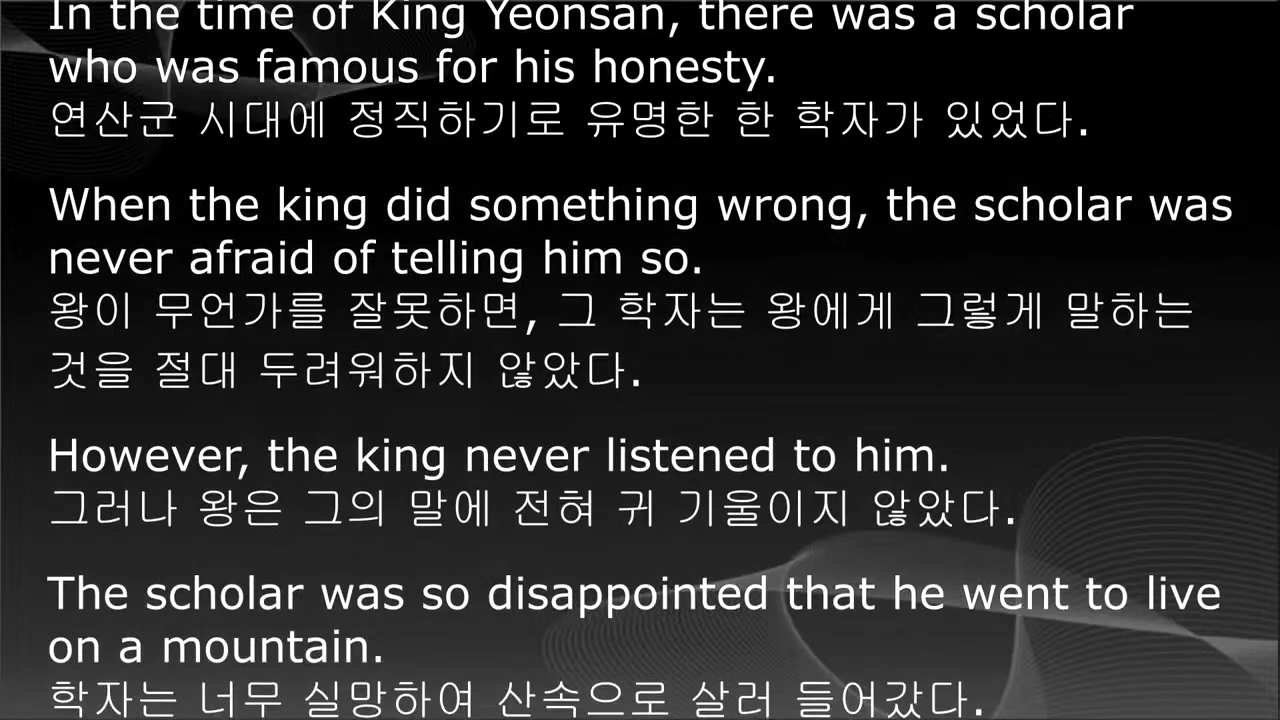 In the time of King Yeonsan, there was a scholar
who was famous for his honesty.
연산군 시대에 정직하기로 유명한 한 학자가 있었다.
When the king did something wrong, the scholar was
never afraid of telling him so.
왕이 무언가를 잘못하면, 그 학자는 왕에게 그렇게 말하는
것을 절대 두려워하지 않았다.
However, the king never listened to him.
그러나 왕은 그의 말에 전혀 귀 기울이지 않았다.
The scholar was so disappointed that he went to live
on a mountain.
학자는 너무 실망하여 산속으로 살러 들어갔다.